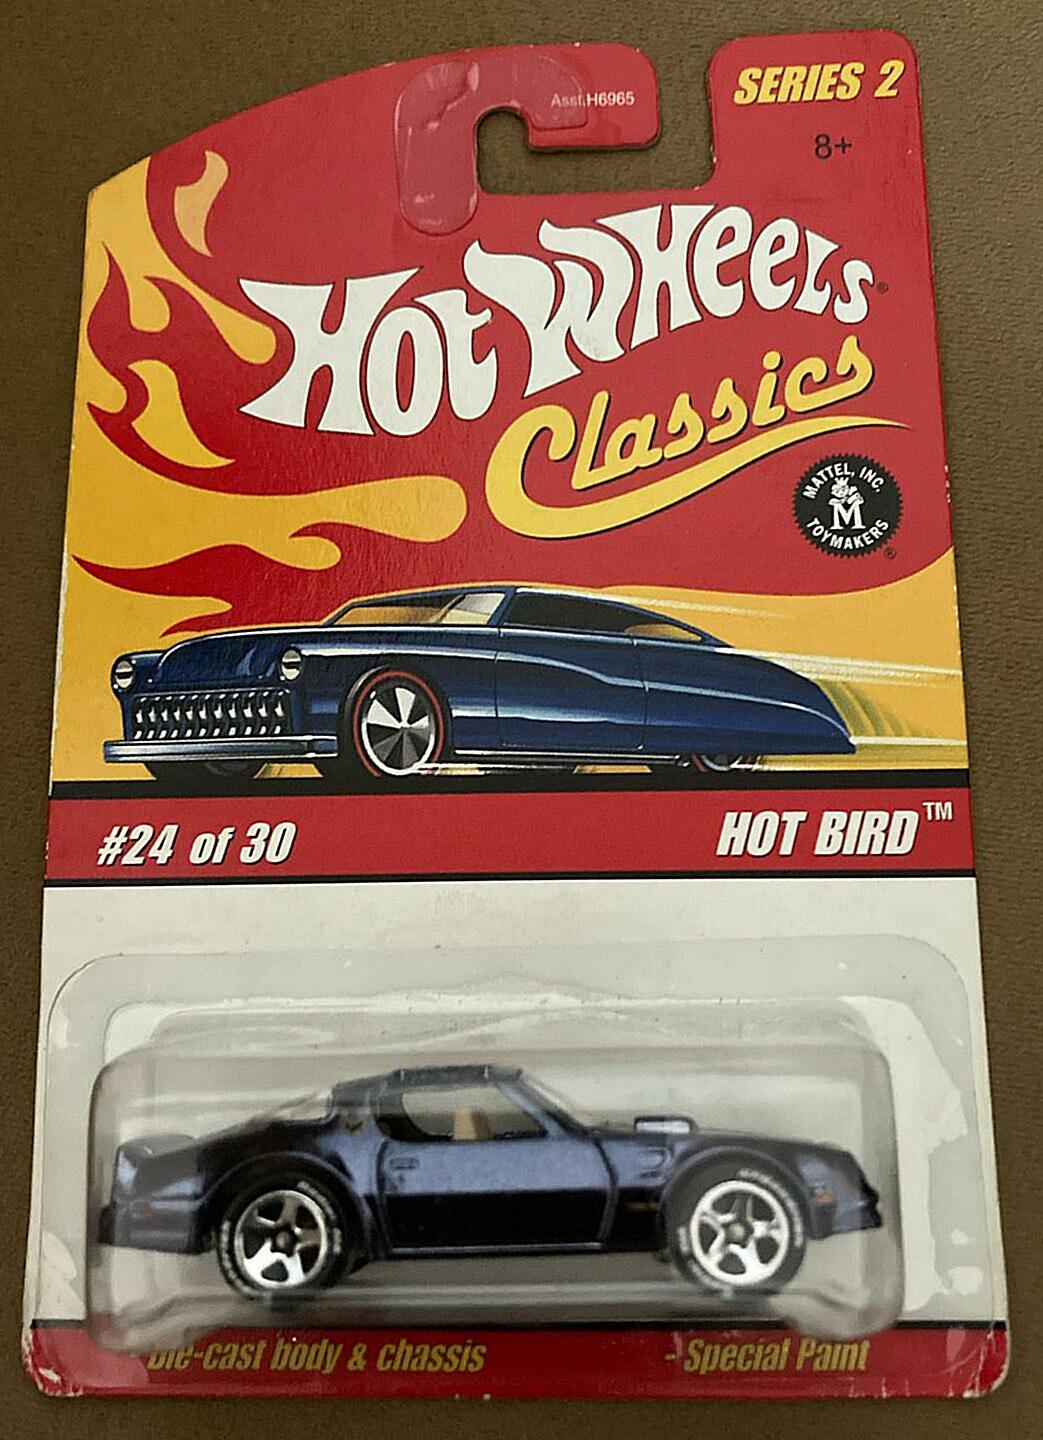 Asst.H6965
SERIES 2
8+
Hot Wheels®
Classics
MATTEL, INC.
M
TOYMAKERS
®
#24 of 30
HOT BIRD™
Die-cast body & chassis
- Special Paint